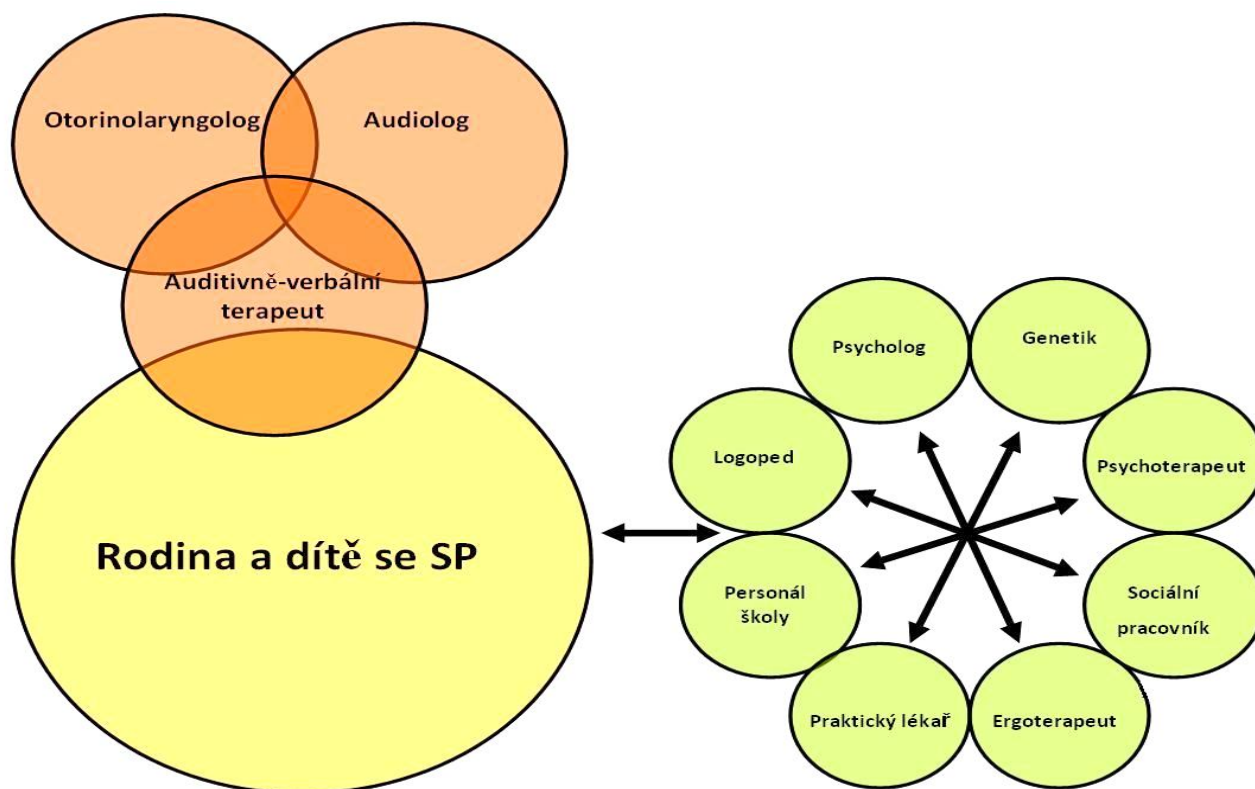 Otorinolaryngolog
Audiolog
Auditivně-verbální
terapeut
Rodina a dítě se SP
Psycholog
Genetik
Logoped
Psychoterapeut
Personál
školy
Sociální
pracovník
Praktický lékař
Ergoterapeut